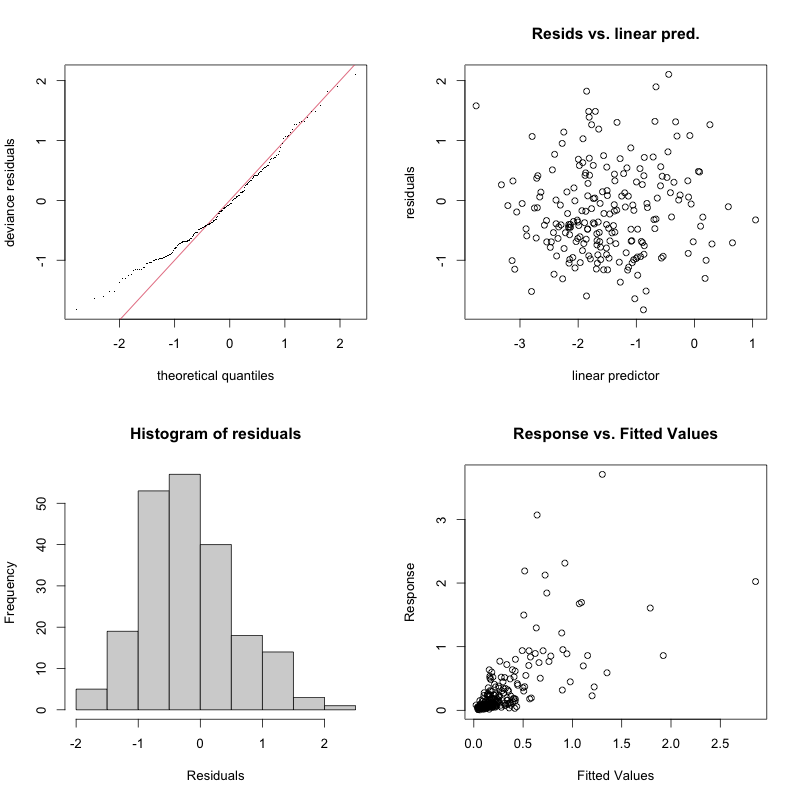 deviance residuals
2
1
0
-1
-2 -1 0 1 2
theoretical quantiles
Resids vs. linear pred.
residuals
2
1
0
-1
-3 -2 -1 0 1
linear predictor
Histogram of residuals
Frequency
50
40
30
20
10
0
-2 -1 0 1 2
Residuals
Response vs. Fitted Values
Response
3
2
1
0
0.0 0.5 1.0 1.5 2.0 2.5
Fitted Values